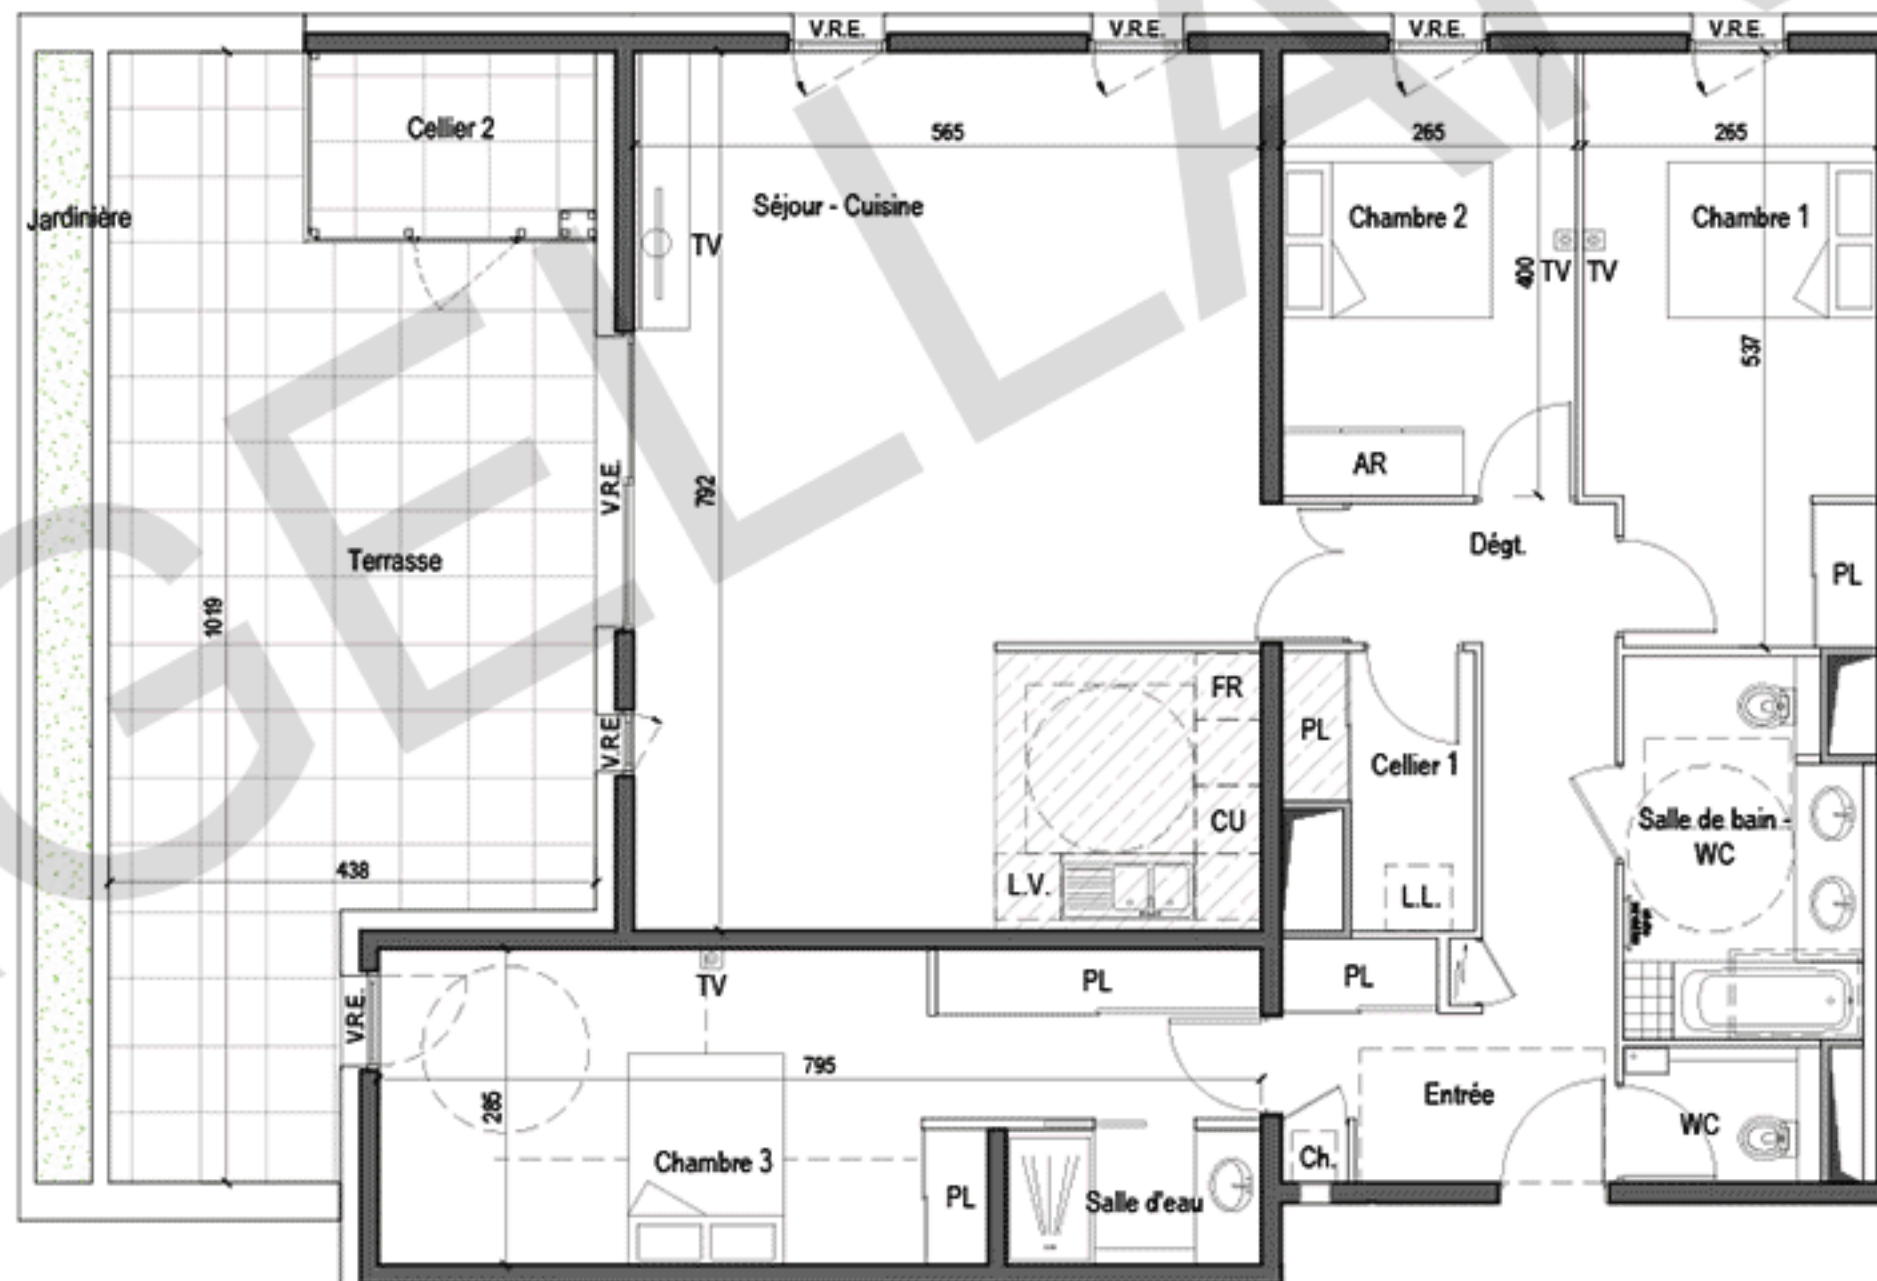 V.R.E.
V.R.E.
V.R.E.
V.R.E.
Cellier 2
565
265
265
Jardinière
Séjour - Cuisine
Chambre 2
Chambre 1
TV
TV
TV
400
537
AR
792
V.R.E.
Terrasse
Dégt.
PL
1019
FR
PL
V.R.E.
Cellier 1
CU
Salle de bain -
WC
438
L.V.
L.L.
TV
PL
PL
V.R.E.
795
285
Entrée
Chambre 3
WC
Ch.
PL
Salle d'eau
GELLA